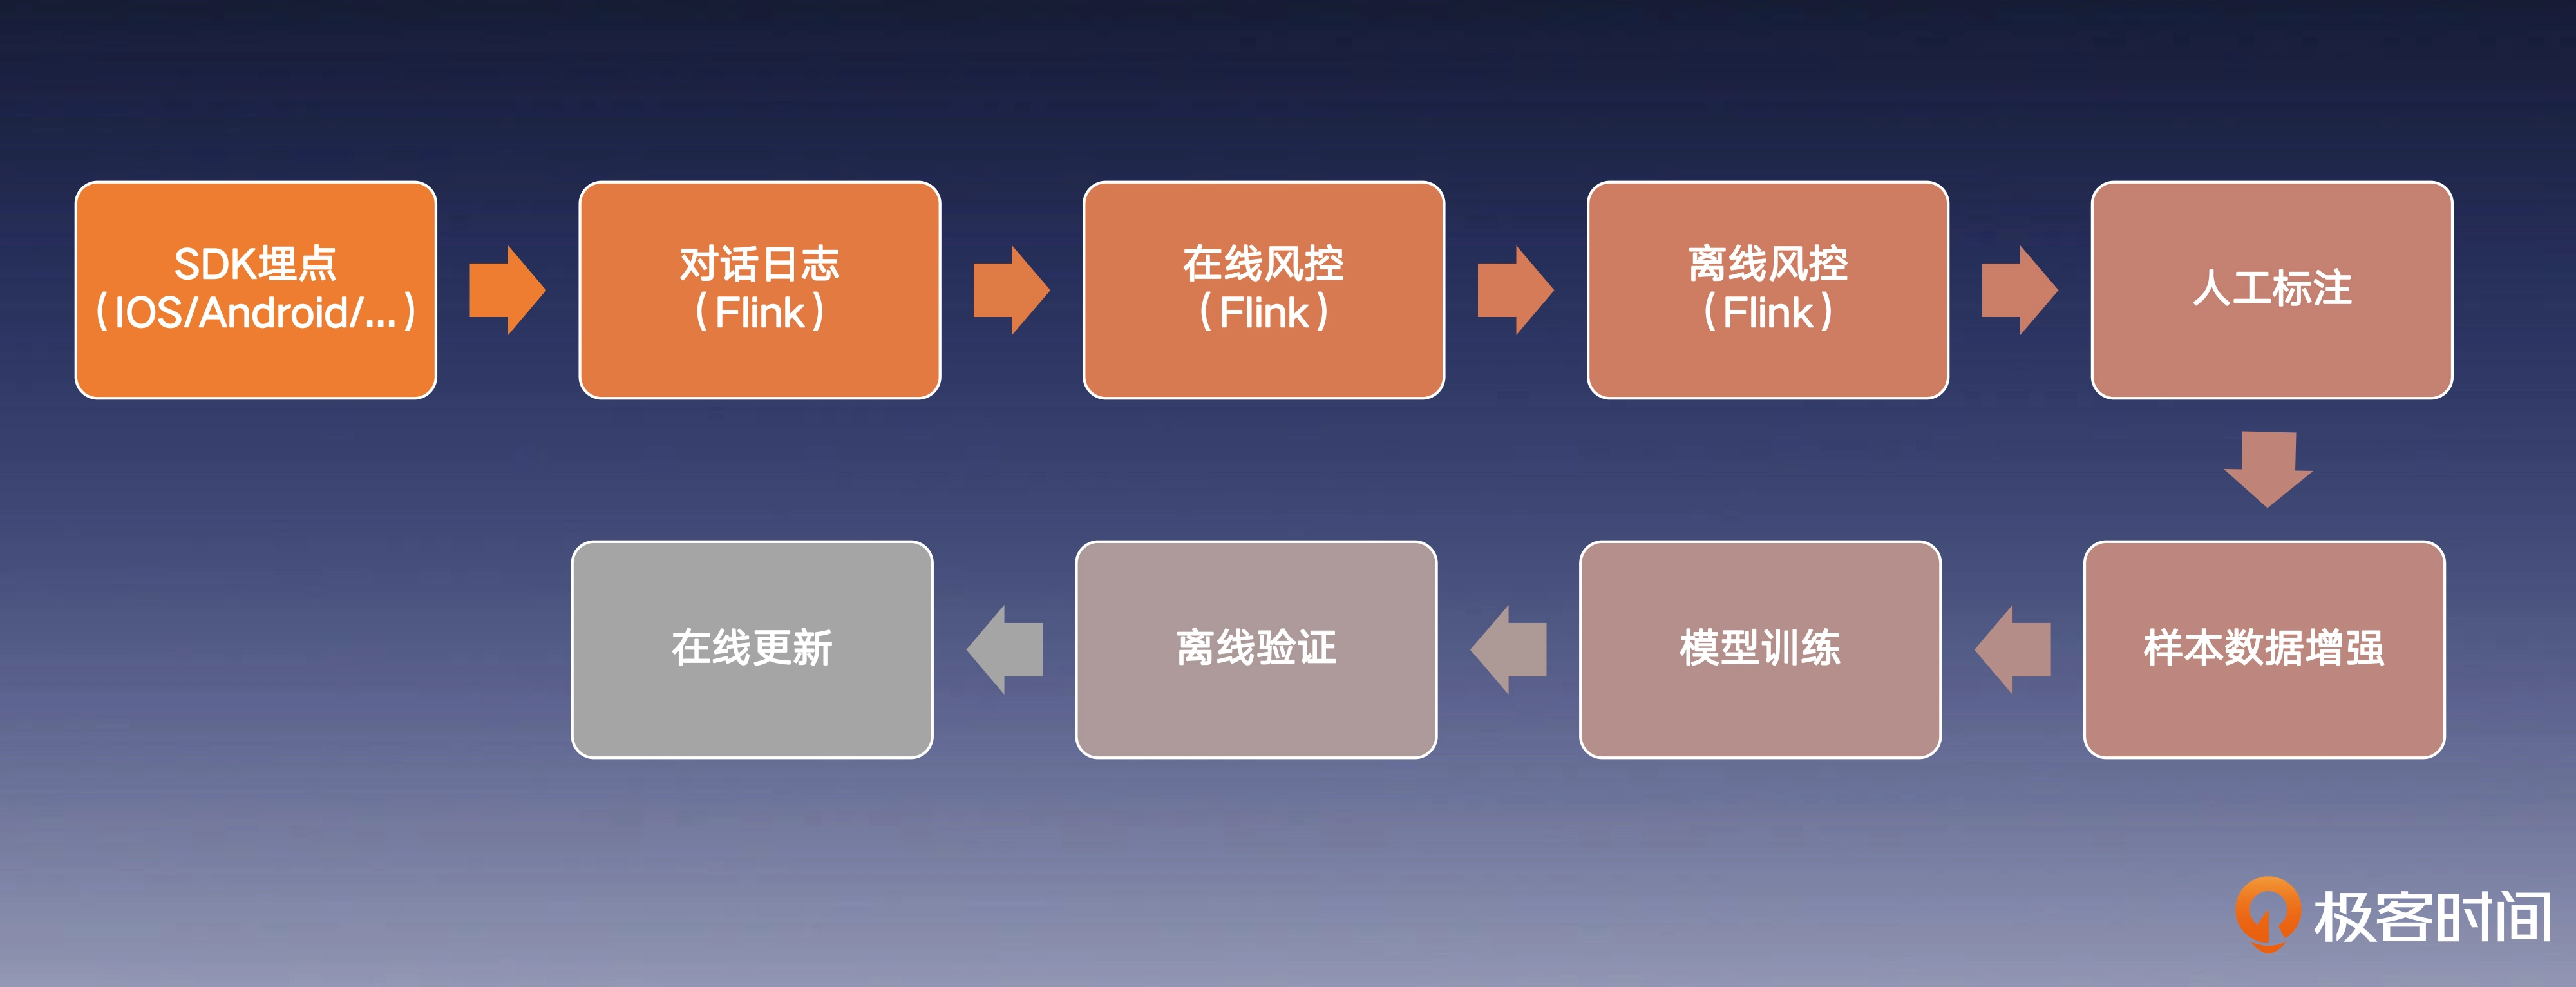 SDK埋点
（IOS/Android/...）
对话日志
（Flink）
在线风控
（Flink）
离线风控
（Flink）
人工标注
样本数据增强
模型训练
离线验证
在线更新
极客时间